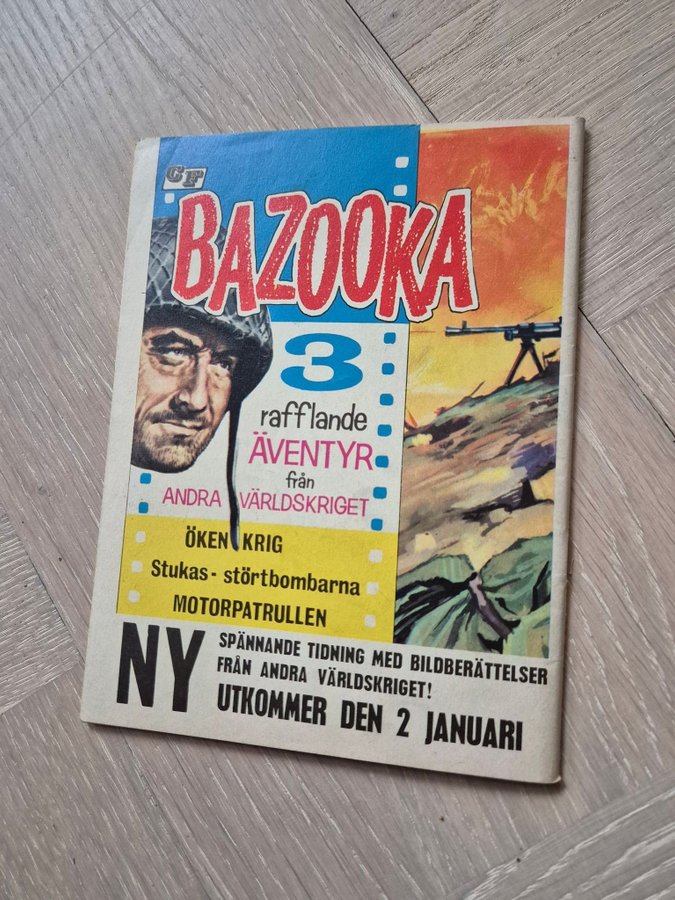 CF
BAZOOKA
3
rafflande
ÄVENTYR
från
ANDRA VÄRLDSKRIGET
ÖKEN KRIG
Stukas - störtbombarna
MOTORPATRULLEN
NY
SPÄNNANDE TIDNING MED BILDBERÄTTELSER
FRÅN ANDRA VÄRLDSKRIGET!
UTKOMMER DEN 2 JANUARI